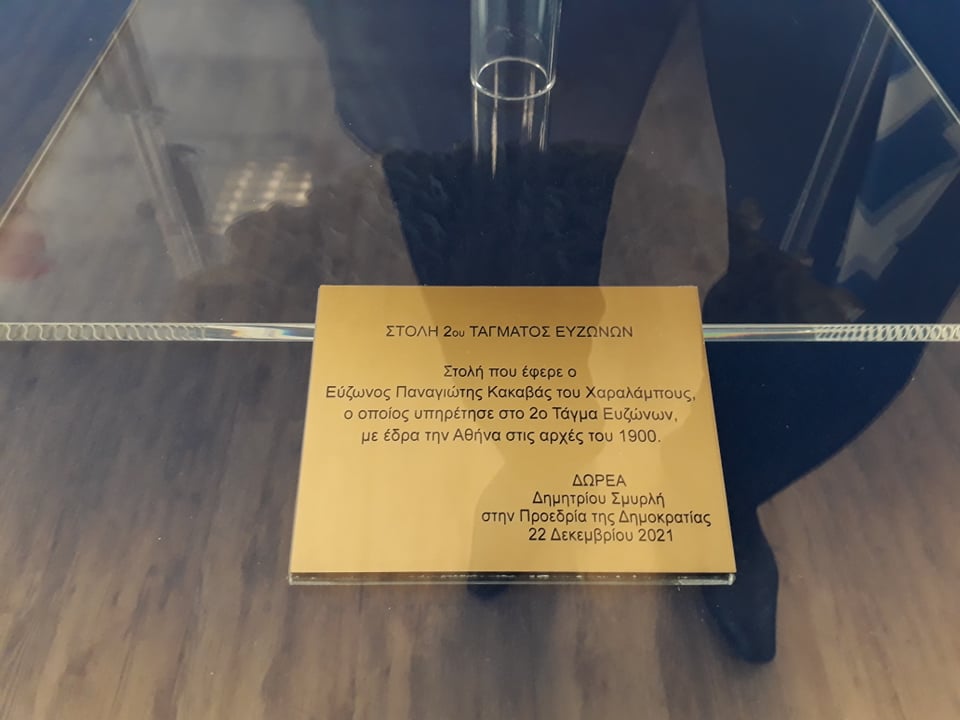 ΣΤΟΛΗ 2ου ΤΑΓΜΑΤΟΣ ΕΥΖΩΝΩΝ
Στολή που έφερε ο
Εύζωνος Παναγιώτης Κακαβάς του Χαραλάμπους,
ο οποίος υπηρέτησε στο 2ο Τάγμα Ευζώνων,
με έδρα την Αθήνα στις αρχές του 1900.
ΔΩΡΕΑ
Δημητρίου Σμυρλή
στην Προεδρία της Δημοκρατίας
22 Δεκεμβρίου 2021